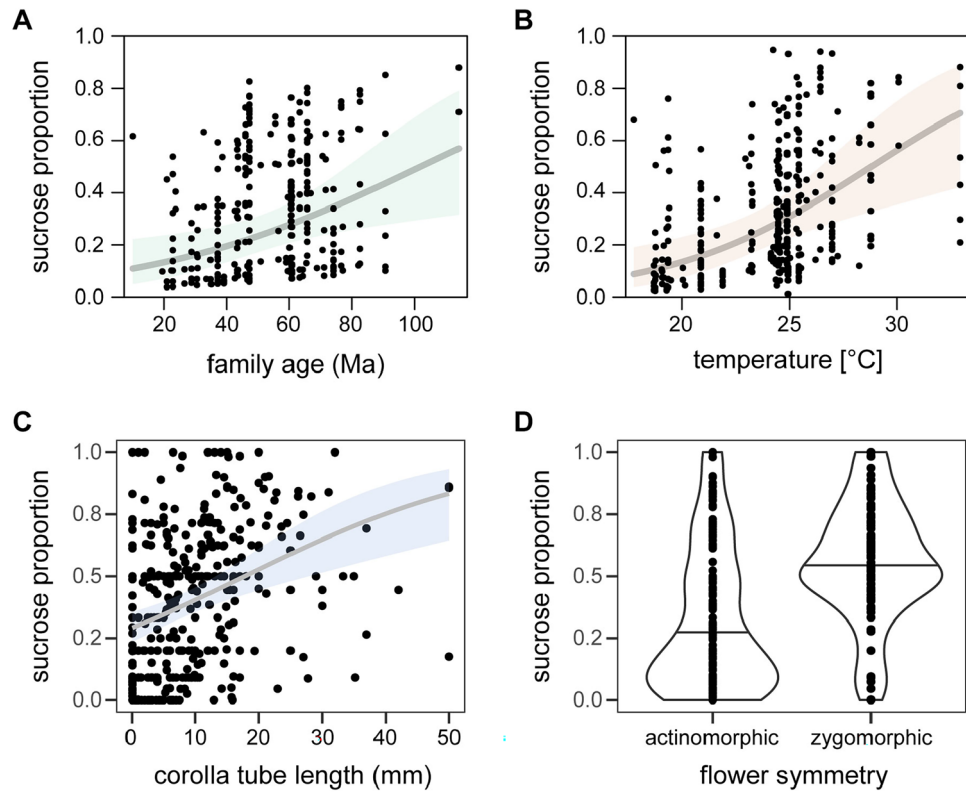 A
1.0
0.8
0.6
0.4
0.2
0.0
sucrose proportion
20
40
60
80
100
family age (Ma)
B
1.0
0.8
0.6
0.4
0.2
0.0
sucrose proportion
20
25
30
temperature [°C]
C
1.0
0.8
0.5
0.2
0.0
sucrose proportion
0
10
20
30
40
50
corolla tube length (mm)
D
1.0
0.8
0.5
0.2
0.0
sucrose proportion
actinomorphic
zygomorphic
flower symmetry